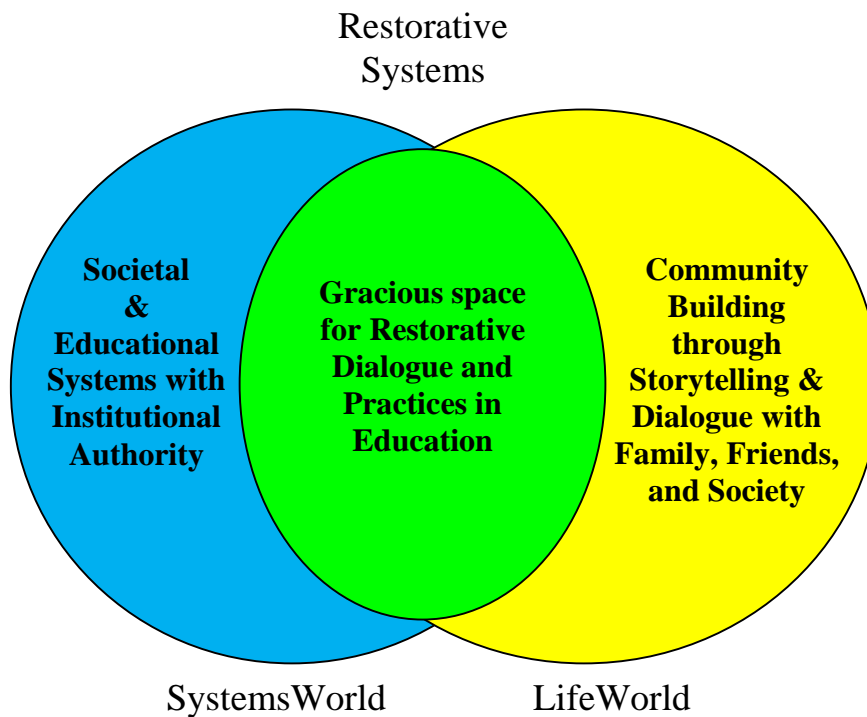 Restorative
Systems
Societal
&
Educational
Systems with
Institutional
Authority
Gracious space
for Restorative
Dialogue and
Practices in
Education
Community
Building
through
Storytelling &
Dialogue with
Family, Friends,
and Society
SystemsWorld
LifeWorld